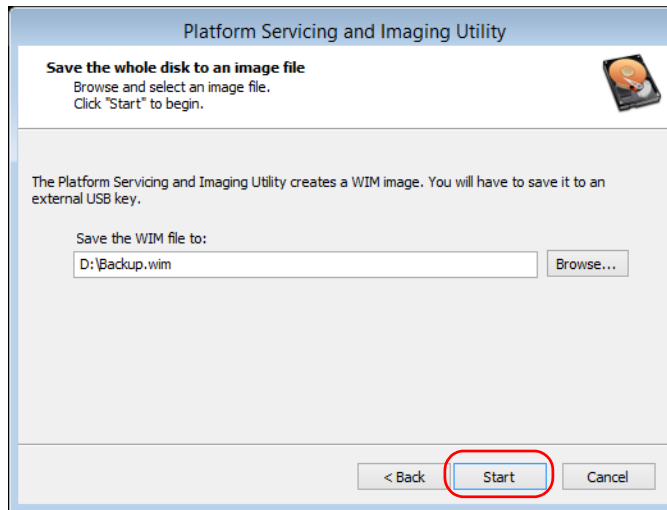 Platform Servicing and Imaging Utility
Save the whole disk to an image file
Browse and select an image file.
Click "Start" to begin.
The Platform Servicing and Imaging Utility creates a WIM image. You will have to save it to an
external USB key.
Save the WIM file to:
D:\Backup.wim
Browse...
< Back
Start
Cancel